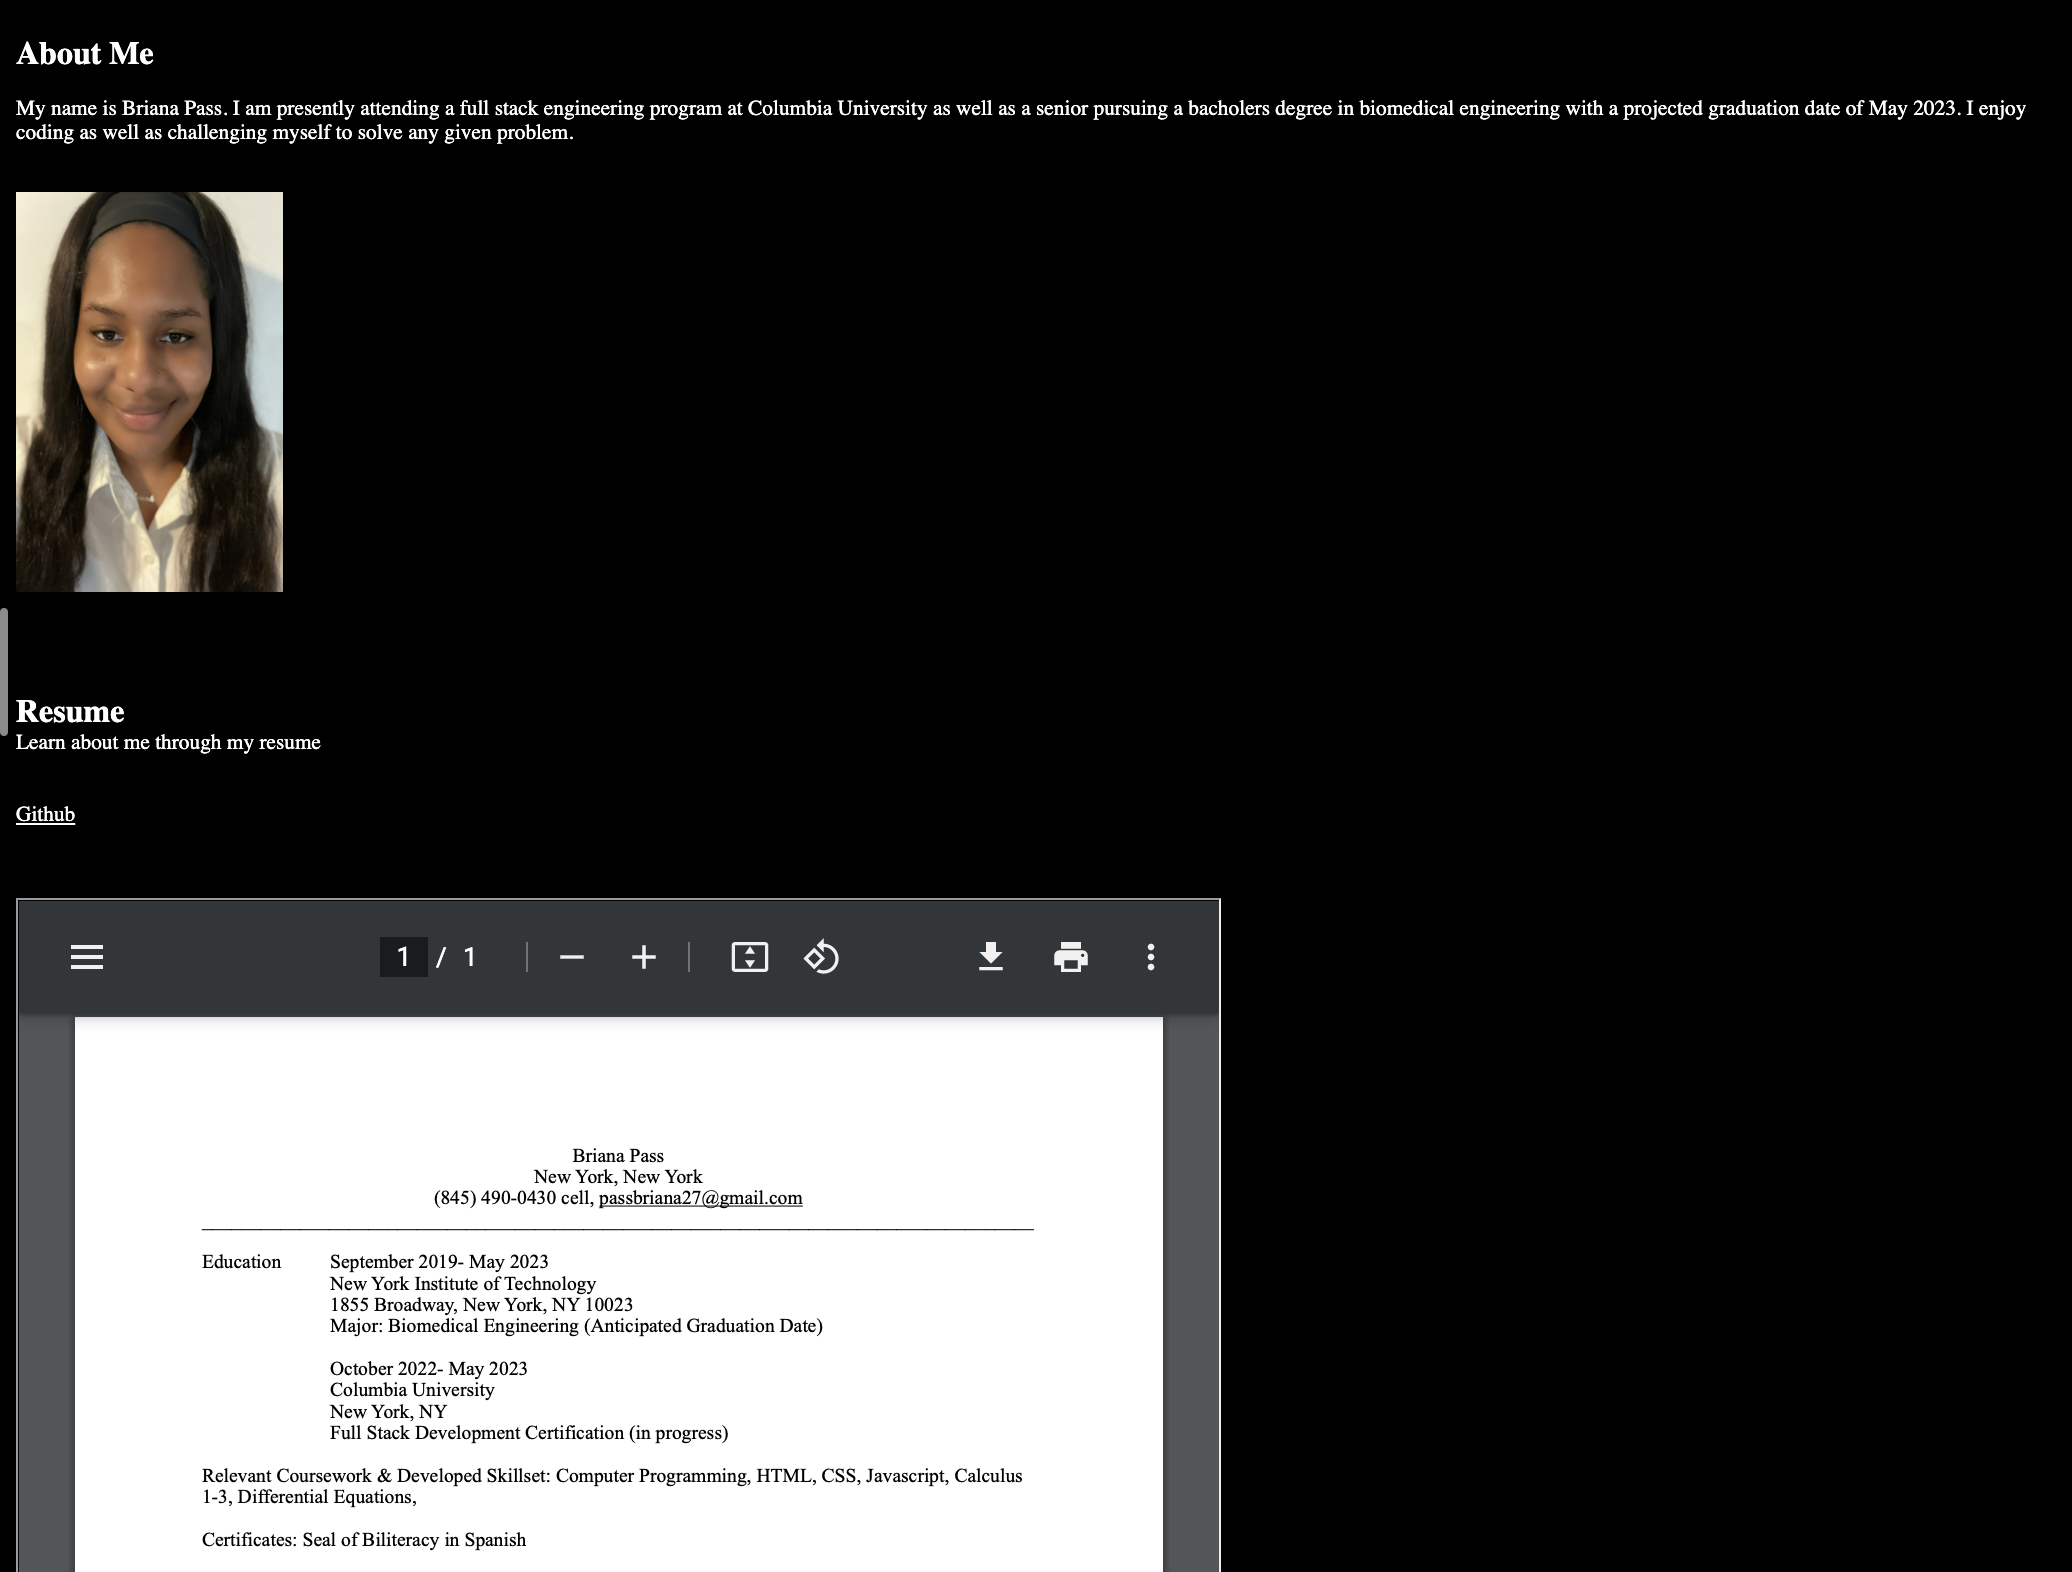 About Me
My name is Briana Pass. I am presently attending a full stack engineering program at Columbia University as well as a senior pursuing a bacholers degree in biomedical engineering with a projected graduation date of May 2023. I enjoy
coding as well as challenging myself to solve any given problem.
Resume
Learn about me through my resume
Github
1 / 1
Briana Pass
New York, New York
(845) 490-0430 cell, passbriana27@gmail.com
Education September 2019- May 2023
New York Institute of Technology
1855 Broadway, New York, NY 10023
Major: Biomedical Engineering (Anticipated Graduation Date)
October 2022- May 2023
Columbia University
New York, NY
Full Stack Development Certification (in progress)
Relevant Coursework & Developed Skillset: Computer Programming, HTML, CSS, Javascript, Calculus
1-3, Differential Equations,
Certificates: Seal of Biliteracy in Spanish